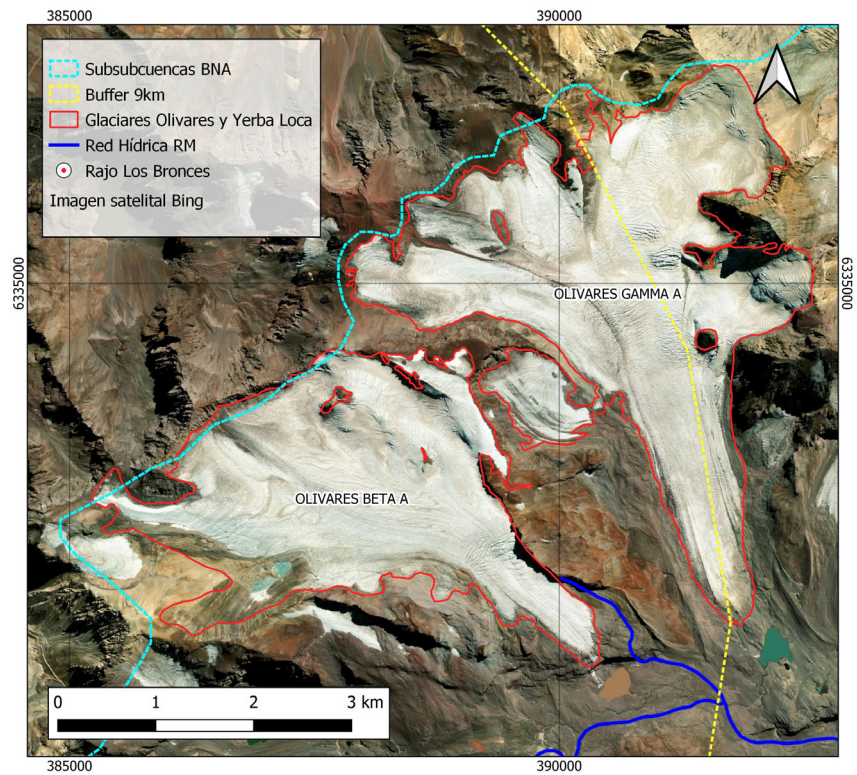 385000
390000
Subsubcuencas BNA
Buffer 9km
Glaciares Olivares y Yerba Loca
Red Hídrica RM
Rajo Los Bronces
Imagen satelital Bing
6335000
6335000
OLIVARES GAMMA A
OLIVARES BETA A
0 1 2 3 km
385000
390000